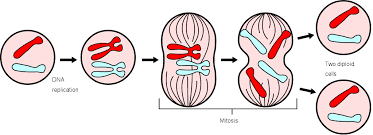 DNA
replication
Mitosis
Two diploid
cells